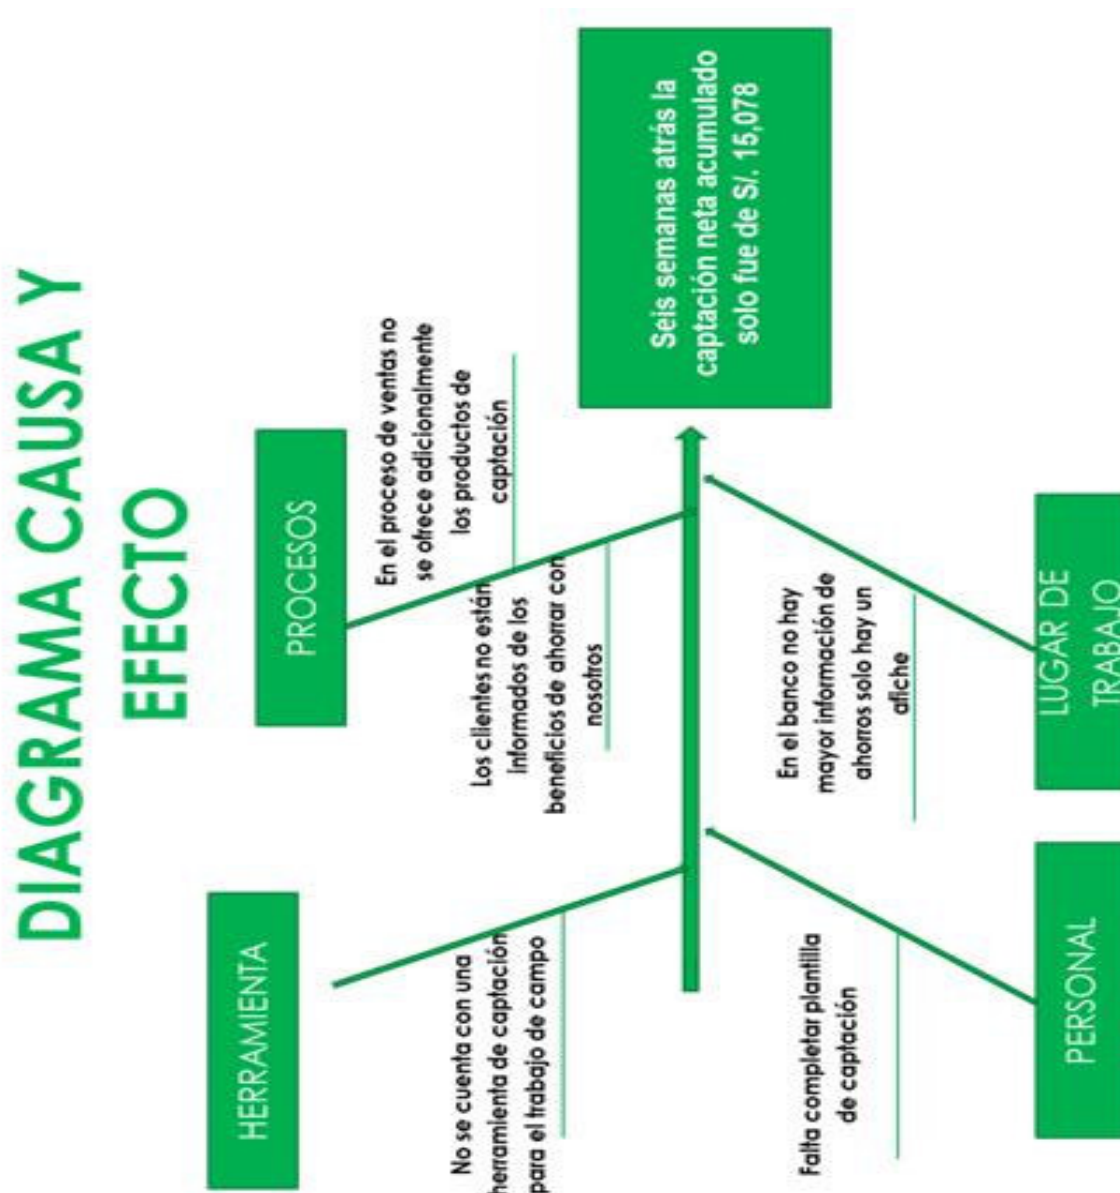 DIAGRAMA CAUSA Y
EFECTO
HERRAMIENTA
PROCESOS
No se cuenta con una
herramienta de captación
para el trabajo de campo
Los clientes no están
informados de los
beneficios de ahorrar con
nosotros
En el proceso de ventas no
se ofrece adicionalmente
los productos de
captación
Seis semanas atrás la
captación neta acumulado
solo fue de S/. 15,078
Falta completar plantilla
de captación
En el banco no hay
mayor información de
ahorros solo hay un
afiche
PERSONAL
LUGAR DE
TRABAJO